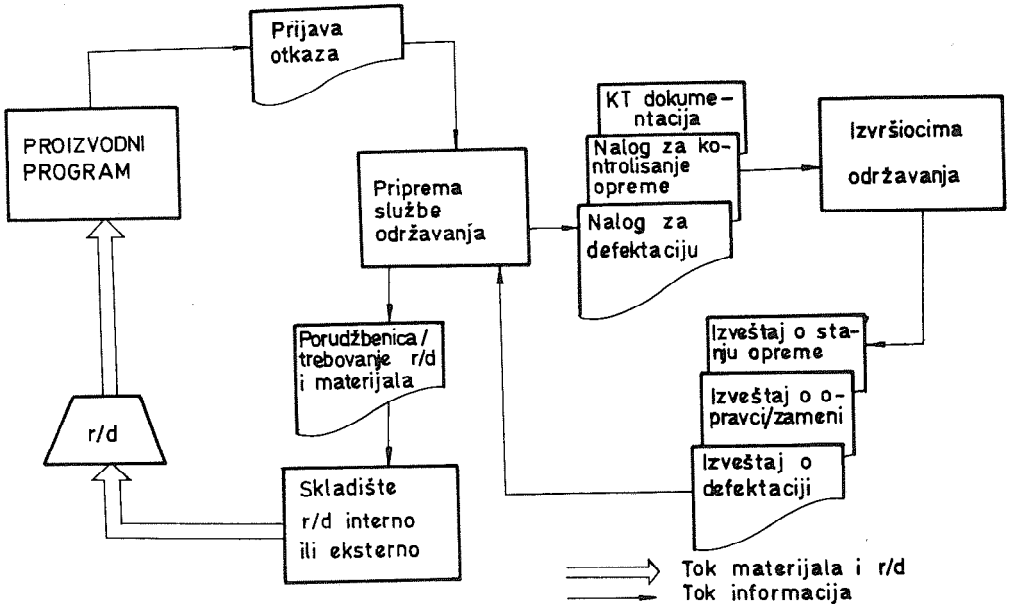 Prijava
otkaza
PROIZVODNI
PROGRAM
Priprema
službe
održavanja
KT dokume-
ntacija
Nalog za ko-
ntrolisanje
opreme
Nalog za
defektaciju
Izvršiocima
održavanja
Porudžbenica/
trebovanje r/d
i materijala
Izveštaj o sta-
nju opreme
Izveštaj o o-
pravci/zameni
Izveštaj o
defektaciji
r/d
Skladište
r/d interno
ili eksterno
Tok materijala i r/d
Tok informacija